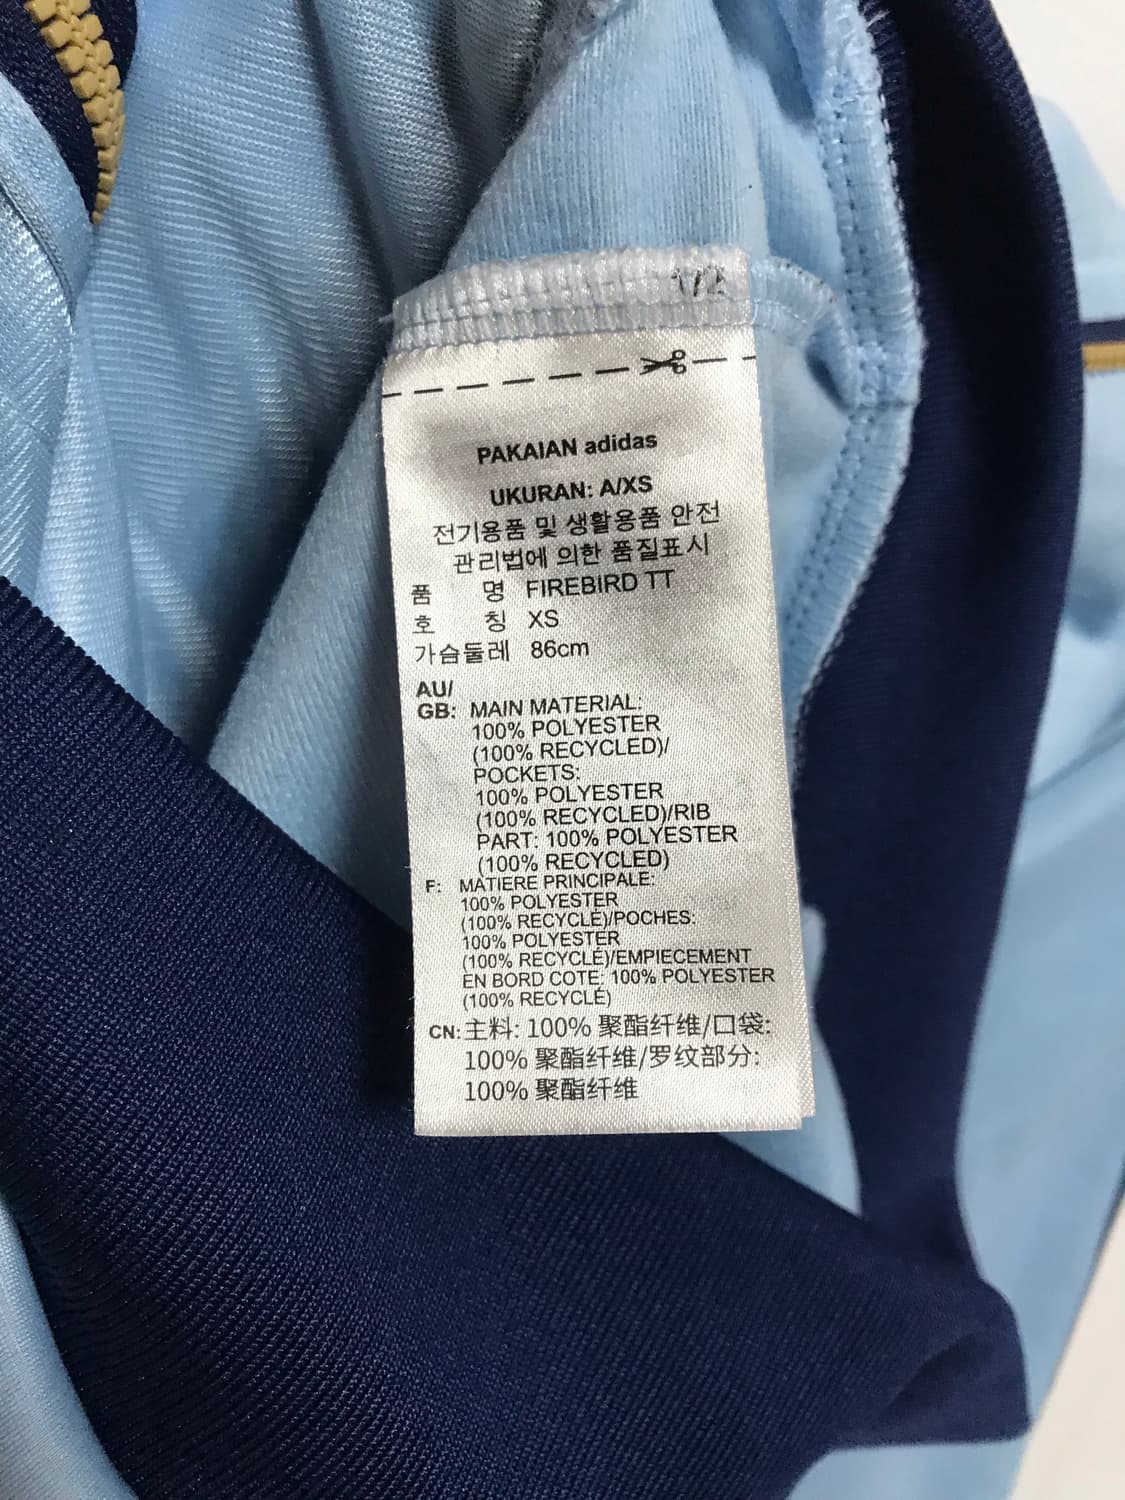 1/2
PAKAIAN adidas
UKURAN: A/XS
전기용품 및 생활용품 안전
관리법에 의한 품질표시
품 명 FIREBIRD TT
호 칭 XS
가슴둘레 86cm
AU/
GB: MAIN MATERIAL:
100% POLYESTER
(100% RECYCLED)/
POCKETS:
100% POLYESTER
(100% RECYCLED)/RIB
PART: 100% POLYESTER
(100% RECYCLED)
F: MATIERE PRINCIPALE:
100% POLYESTER
(100% RECYCLÉ)/POCHES:
100% POLYESTER
(100% RECYCLÉ)/EMPIECEMENT
EN BORD COTE: 100% POLYESTER
(100% RECYCLÉ)
CN: 主料: 100% 聚酯纤维/口袋:
100% 聚酯纤维/罗纹部分:
100% 聚酯纤维